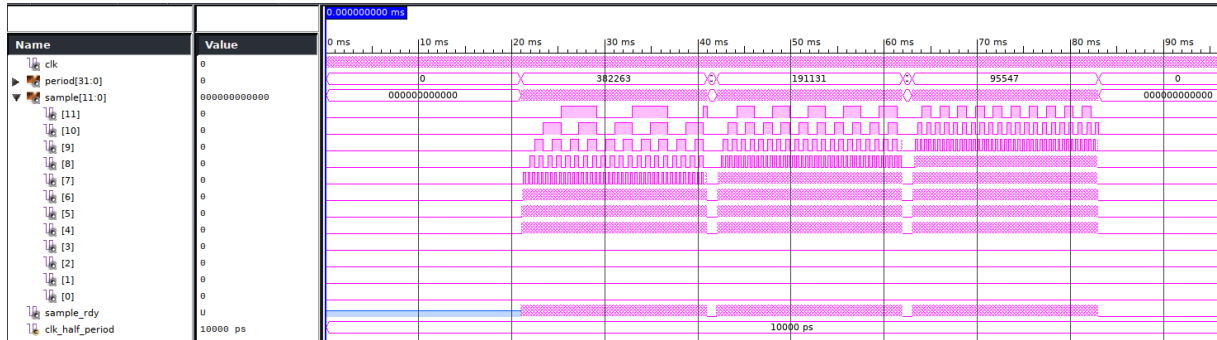 0.000000000 ms
Name Value 0 ms 10 ms 20 ms 30 ms 40 ms 50 ms 60 ms 70 ms 80 ms 90 ms
clk 0
period[31:0] 0 0 382263 191131 95547 0
sample[11:0] 000000000000 000000000000 000000000000
[11] 0
[10] 0
[9] 0
[8] 0
[7] 0
[6] 0
[5] 0
[4] 0
[3] 0
[2] 0
[1] 0
[0] 0
sample_rdy U
clk_half_period 10000 ps 10000 ps